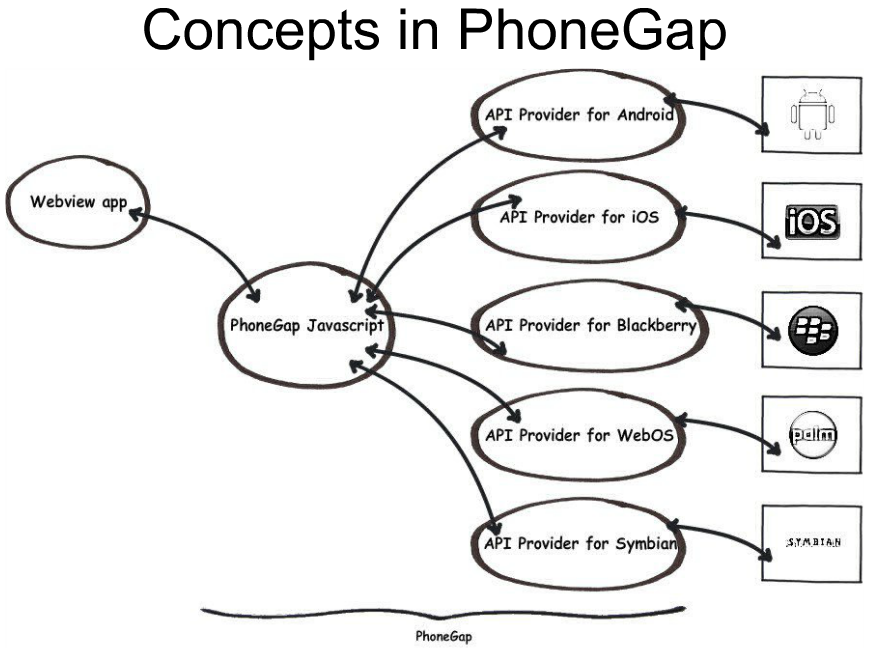 Concepts in PhoneGap
API Provider for Android
Webview app
API Provider for iOS
iOS
PhoneGap Javascript
API Provider for Blackberry
API Provider for WebOS
palm
API Provider for Symbian
SYMBIAN
PhoneGap